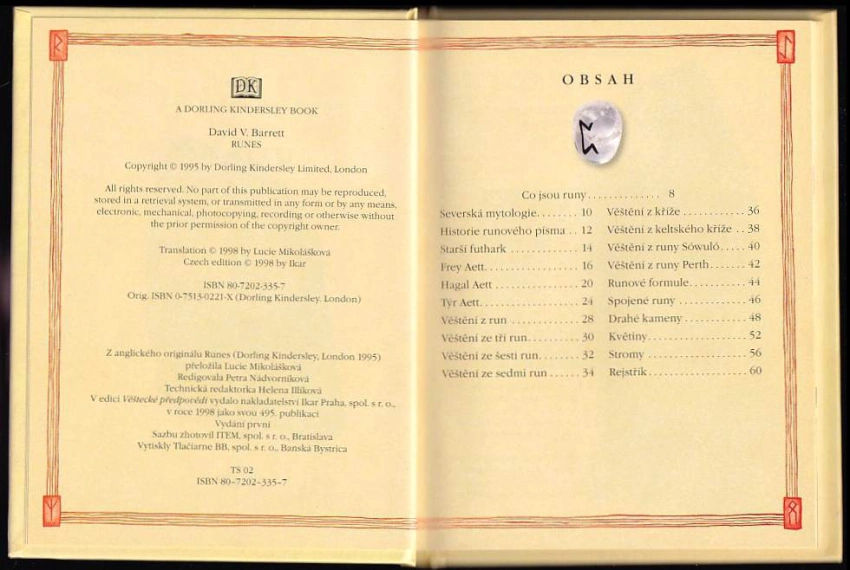 DK
A DORLING KINDERSLEY BOOK
David V. Barrett
RUNES
Copyright © 1995 by Dorling Kindersley Limited, London
All rights reserved. No part of this publication may be reproduced,
stored in a retrieval system, or transmitted in any form or by any means,
electronic, mechanical, photocopying, recording or otherwise without
the prior permission of the copyright owner.
Translation © 1998 by Lucie Mikolášková
Czech edition © 1998 by Ikar
ISBN 80-7202-335-7
Orig. ISBN 0-7513-0221-X (Dorling Kindersley, London)
Z anglického originálu Runes (Dorling Kindersley, London 1995)
přeložila Lucie Mikolášková
Redigovala Petra Nádvorníková
Technická redaktorka Helena Illíková
V edici Věštecké předpovědi vydalo nakladatelství Ikar Praha, spol. s r. o.,
v roce 1998 jako svou 495. publikaci
Vydání první
Sazbu zhotovil ITEM, spol. s r. o., Bratislava
Vytiskly Tlačiarne BB, spol. s r. o., Banská Bystrica
TS 02
ISBN 80-7202-335-7
OBSAH
Co jsou runy . . . . . . . . . . . . . 8
Severská mytologie . . . . . . . 10
Historie runového písma . . 12
Starší futhark . . . . . . . . . . . . 14
Frey Aett. . . . . . . . . . . . . . . . 16
Hagal Aett . . . . . . . . . . . . . . 20
Týr Aett. . . . . . . . . . . . . . . . . 24
Věštění z run . . . . . . . . . . . . 28
Věštění ze tří run . . . . . . . . . 30
Věštění ze šesti run . . . . . . . 32
Věštění ze sedmi run . . . . . 34
Věštění z kříže . . . . . . . . . . . . 36
Věštění z keltského kříže . . 38
Věštění z runy Sówuló . . . . . 40
Věštění z runy Perth . . . . . . 42
Runové formule . . . . . . . . . . 44
Spojené runy . . . . . . . . . . . . 46
Drahé kameny . . . . . . . . . . . 48
Květiny . . . . . . . . . . . . . . . . . 52
Stromy . . . . . . . . . . . . . . . . . 56
Rejstřík . . . . . . . . . . . . . . . . . 60